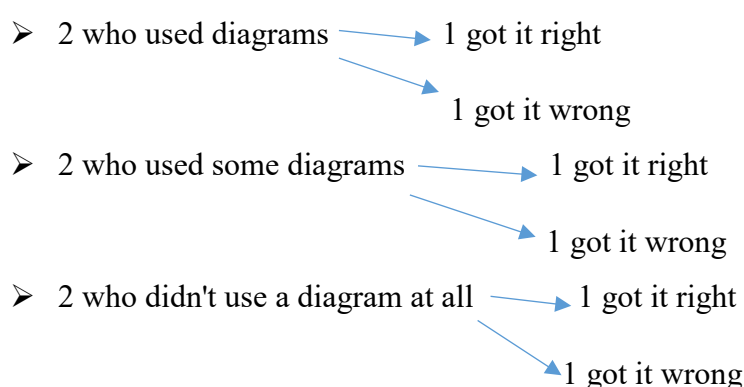 ➢ 2 who used diagrams 1 got it right
1 got it wrong
➢ 2 who used some diagrams 1 got it right
1 got it wrong
➢ 2 who didn't use a diagram at all 1 got it right
1 got it wrong